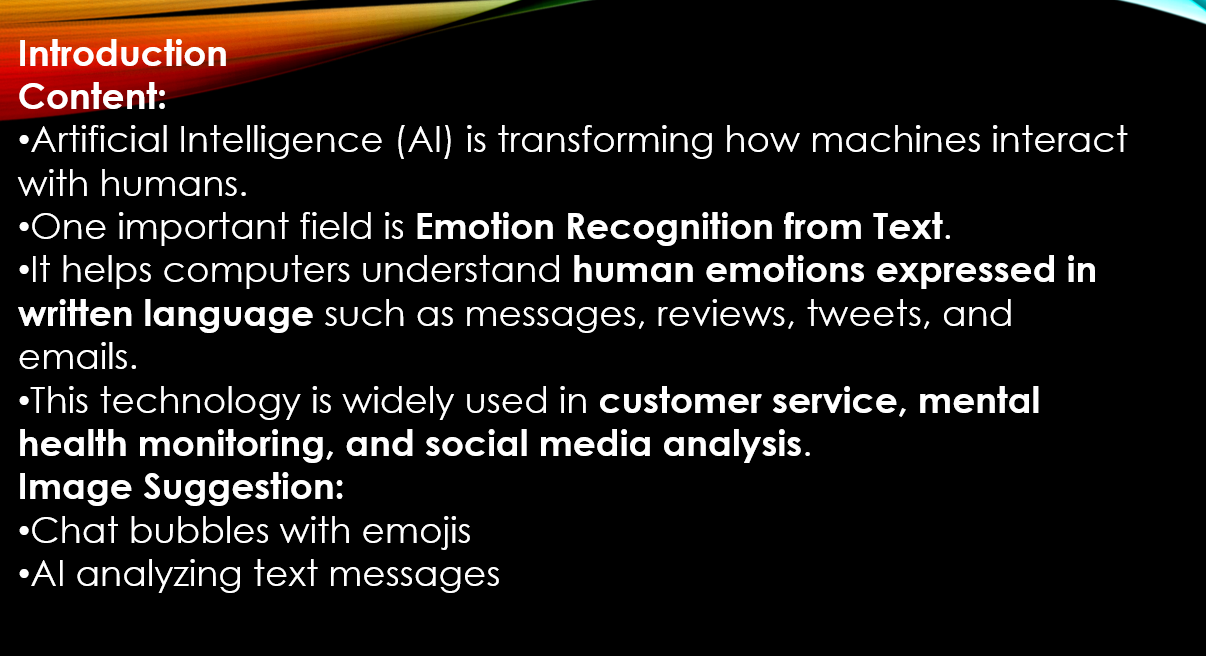 Introduction
Content:
•Artificial Intelligence (AI) is transforming how machines interact
with humans.
•One important field is Emotion Recognition from Text.
•It helps computers understand human emotions expressed in
written language such as messages, reviews, tweets, and
emails.
•This technology is widely used in customer service, mental
health monitoring, and social media analysis.
Image Suggestion:
•Chat bubbles with emojis
•AI analyzing text messages